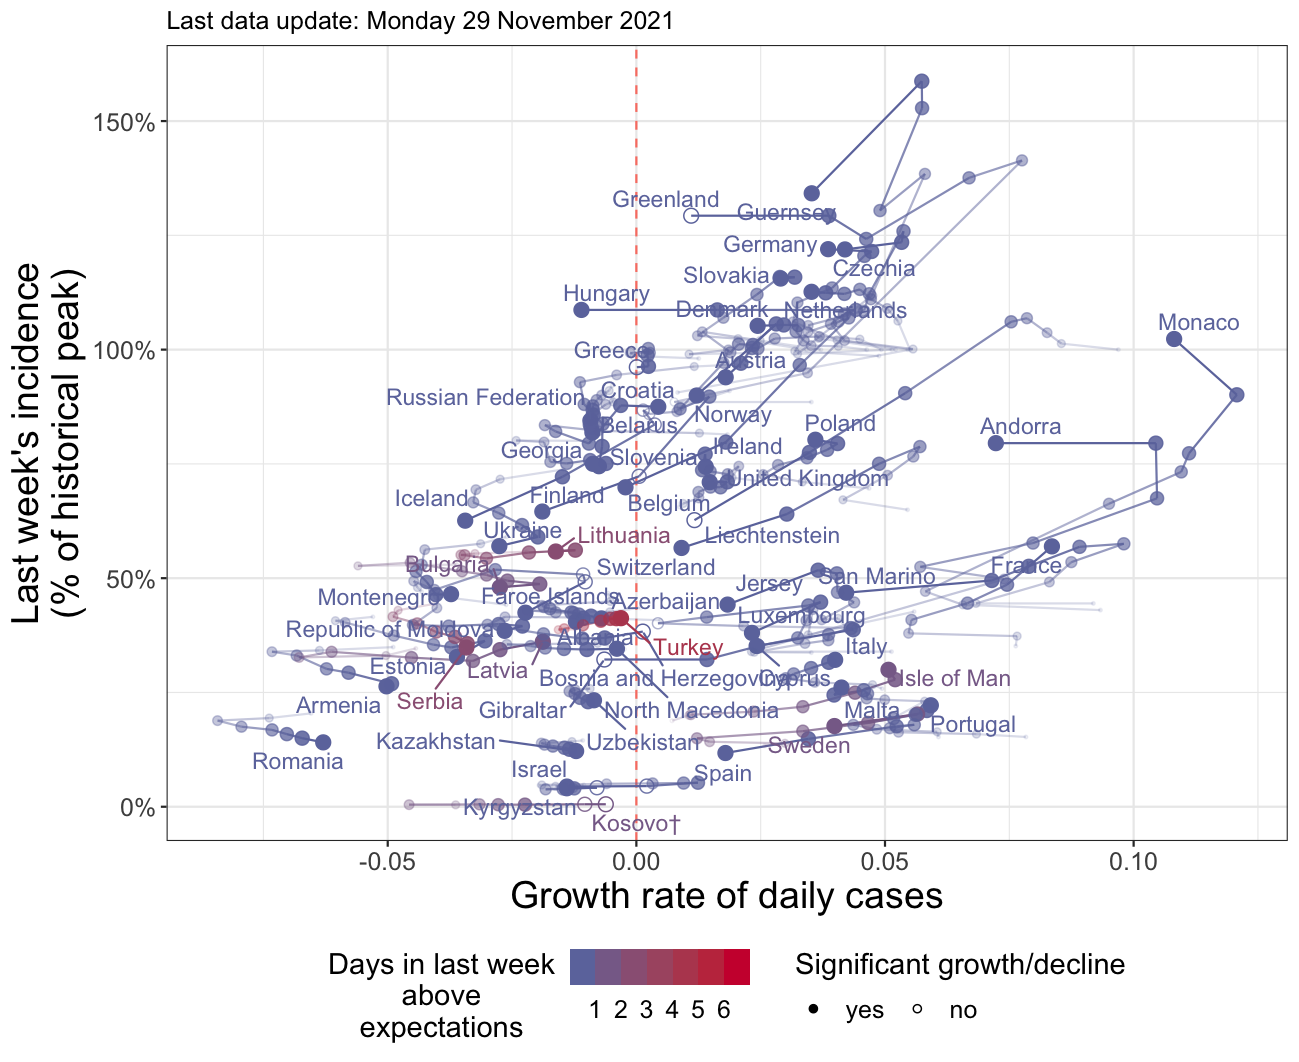 Last data update: Monday 29 November 2021
Last week's incidence
(% of historical peak)
150%
100%
50%
0%
Greenland
Guernsey
Germany
Slovakia
Czechia
Hungary
Denmark
Netherlands
Monaco
Greece
Austria
Russian Federation
Croatia
Belarus
Norway
Poland
Andorra
Georgia
Slovenia
Ireland
United Kingdom
Iceland
Finland
Belgium
Ukraine
Lithuania
Liechtenstein
Bulgaria
Switzerland
Jersey
San Marino
France
Montenegro
Faroe Islands
Azerbaijan
Luxembourg
Republic of Moldova
Albania
Turkey
Italy
Estonia
Latvia
Bosnia and Herzegovina
Cyprus
Isle of Man
Serbia
Armenia
Gibraltar
North Macedonia
Malta
Portugal
Romania
Kazakhstan
Uzbekistan
Sweden
Israel
Spain
Kyrgyzstan
Kosovo†
-0.05
0.00
0.05
0.10
Growth rate of daily cases
Days in last week
above
expectations
1 2 3 4 5 6
Significant growth/decline
yes
no